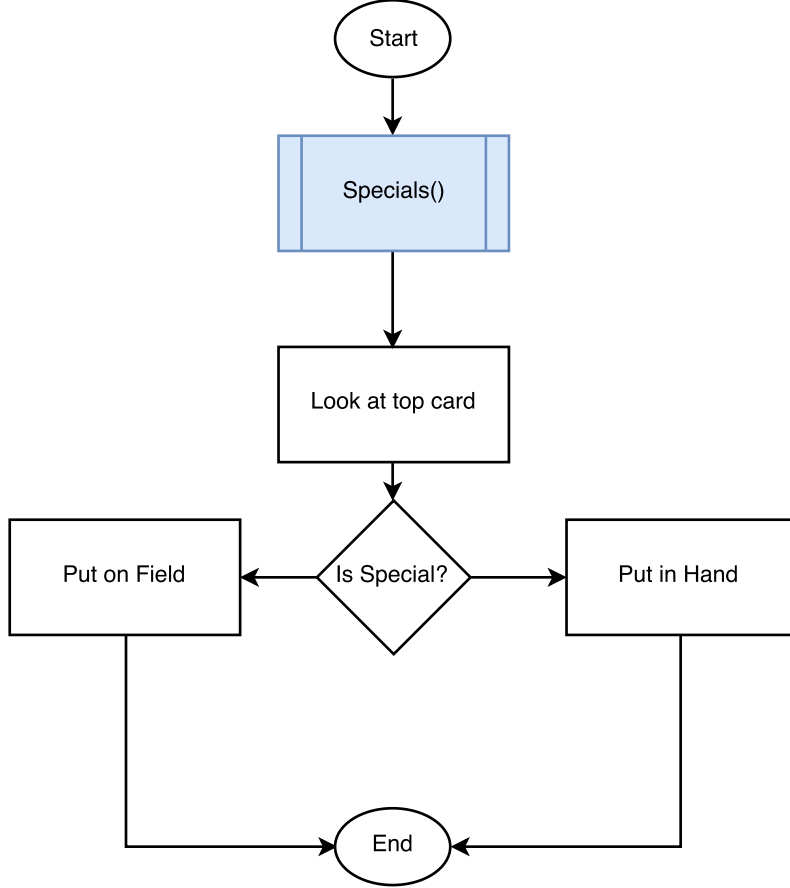 Start
Specials()
Look at top card
Put on Field
Is Special?
Put in Hand
End